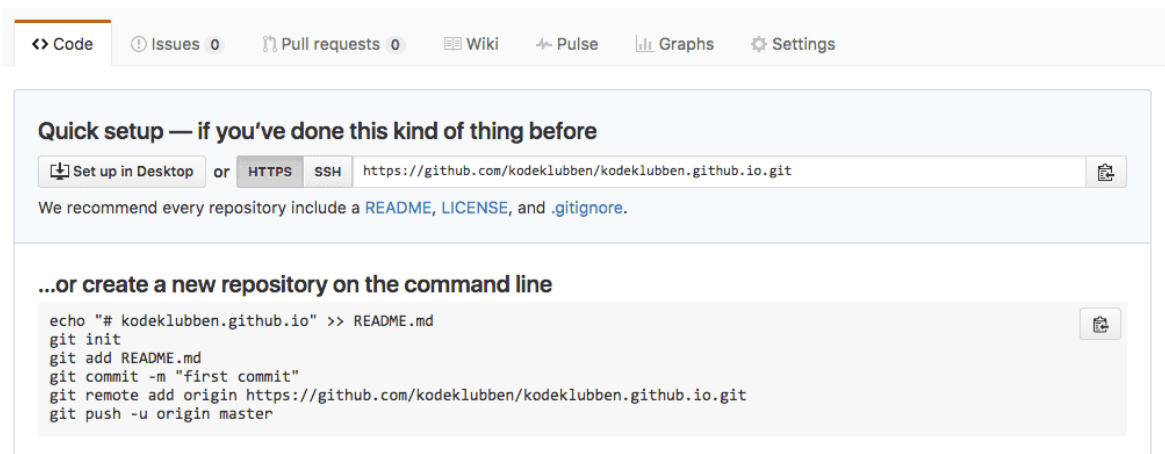 Code Issues 0 Pull requests 0 Wiki Pulse Graphs Settings
Quick setup — if you've done this kind of thing before
Set up in Desktop or HTTPS SSH https://github.com/kodeklubben/kodeklubben.github.io.git
We recommend every repository include a README, LICENSE, and .gitignore.
...or create a new repository on the command line
echo "# kodeklubben.github.io" >> README.md
git init
git add README.md
git commit -m "first commit"
git remote add origin https://github.com/kodeklubben/kodeklubben.github.io.git
git push -u origin master